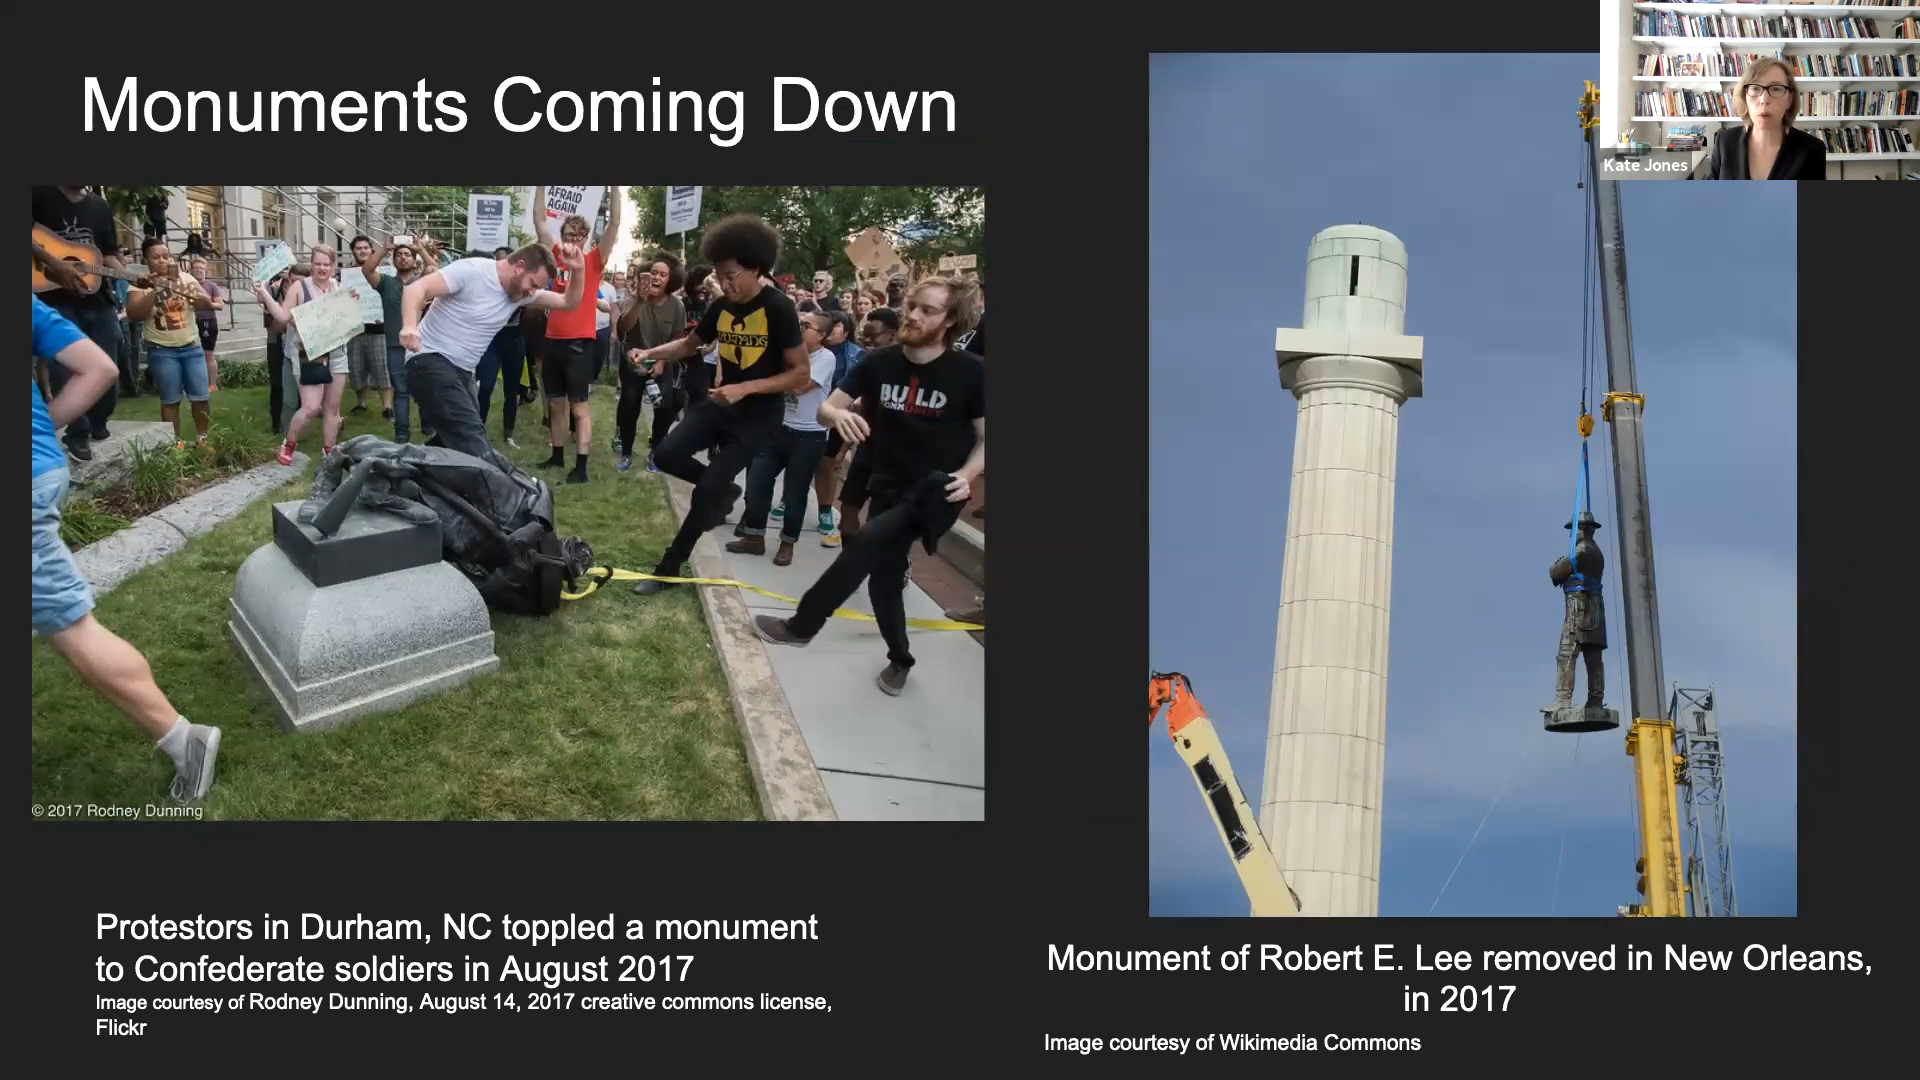 Monuments Coming Down
Kate Jones
AFRAID
AGAIN
BUILD
© 2017 Rodney Dunning
Protestors in Durham, NC toppled a monument
to Confederate soldiers in August 2017
Image courtesy of Rodney Dunning, August 14, 2017 creative commons license,
Flickr
Monument of Robert E. Lee removed in New Orleans,
in 2017
Image courtesy of Wikimedia Commons